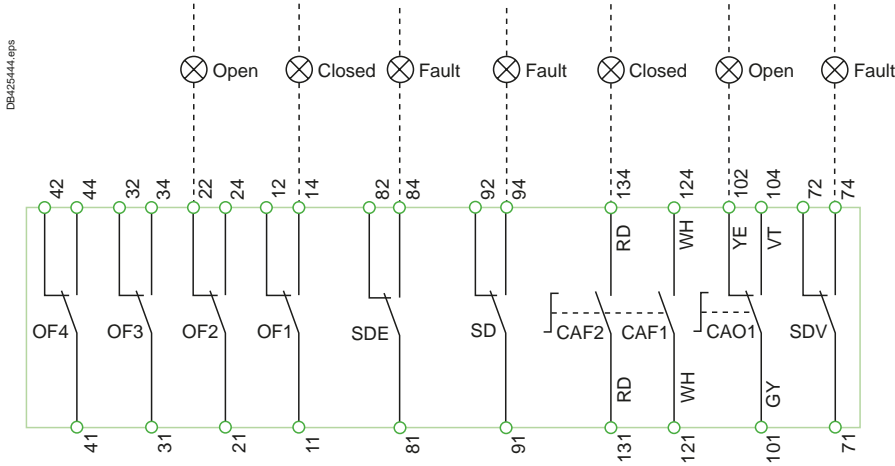 DB425444.eps
Open
Closed
Fault
Fault
Closed
Open
Fault
42
44
32
34
22
24
12
14
82
84
92
94
134
124
102
104
72
74
RD
WH
YE
VT
OF4
OF3
OF2
OF1
SDE
SD
CAF2
CAF1
CAO1
SDV
RD
WH
GY
41
31
21
11
81
91
131
121
101
71